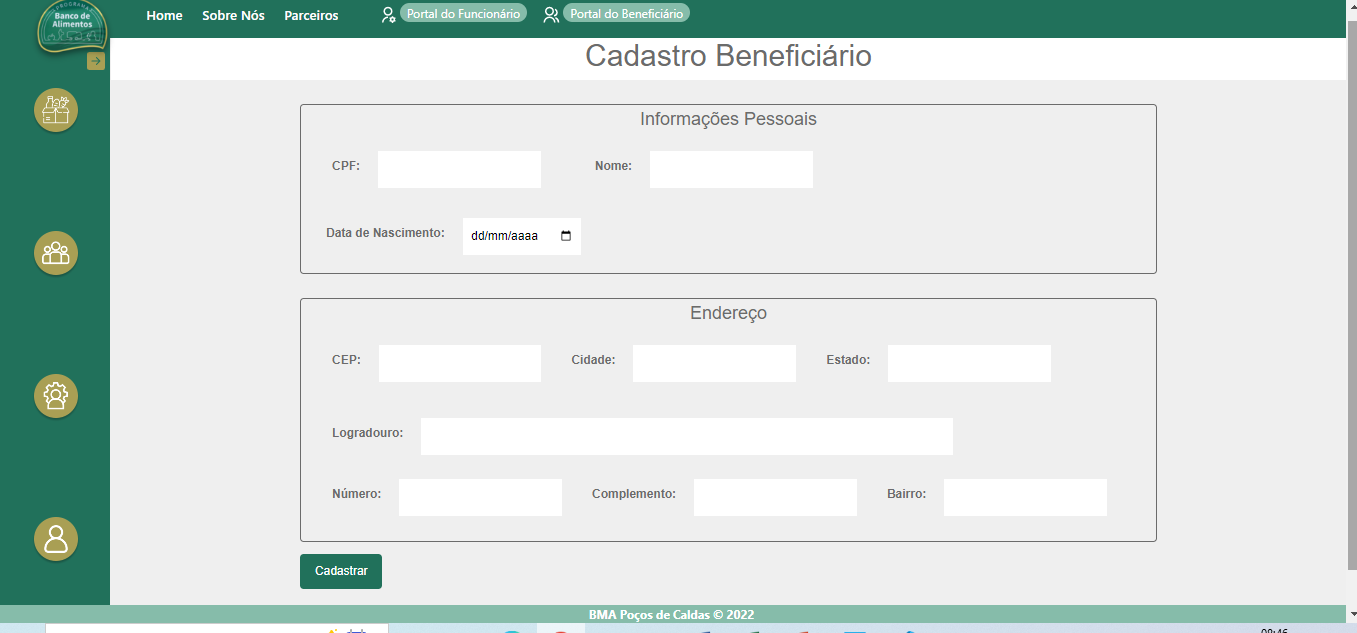 PROGRAMA
Banco de
Alimentos
Home Sobre Nós Parceiros Portal do Funcionário Portal do Beneficiário
Cadastro Beneficiário
Informações Pessoais
CPF: Nome:
Data de Nascimento: dd/mm/aaaa
Endereço
CEP: Cidade: Estado:
Logradouro:
Número: Complemento: Bairro:
Cadastrar
BMA Poços de Caldas © 2022